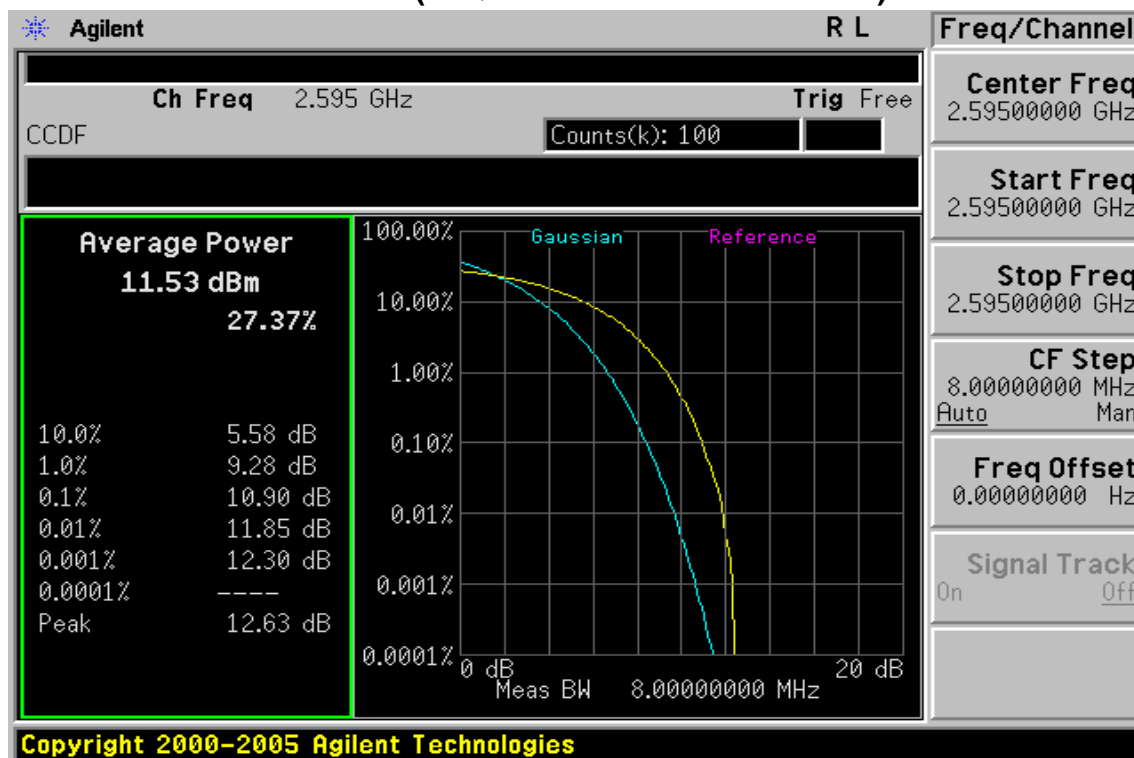 Agilent R L Freq/Channel
Ch Freq 2.595 GHz Trig Free
CCDF Counts(k): 100
Center Freq
2.59500000 GHz
Start Freq
2.59500000 GHz
Stop Freq
2.59500000 GHz
CF Step
8.00000000 MHz
Auto Man
Freq Offset
0.00000000 Hz
Signal Track
On Off
Average Power
11.53 dBm
27.37%
10.0% 5.58 dB
1.0% 9.28 dB
0.1% 10.90 dB
0.01% 11.85 dB
0.001% 12.30 dB
0.0001% ----
Peak 12.63 dB
Gaussian Reference
100.00%
10.00%
1.00%
0.10%
0.01%
0.001%
0.0001%
0 dB 20 dB
Meas BW 8.00000000 MHz
Copyright 2000-2005 Agilent Technologies